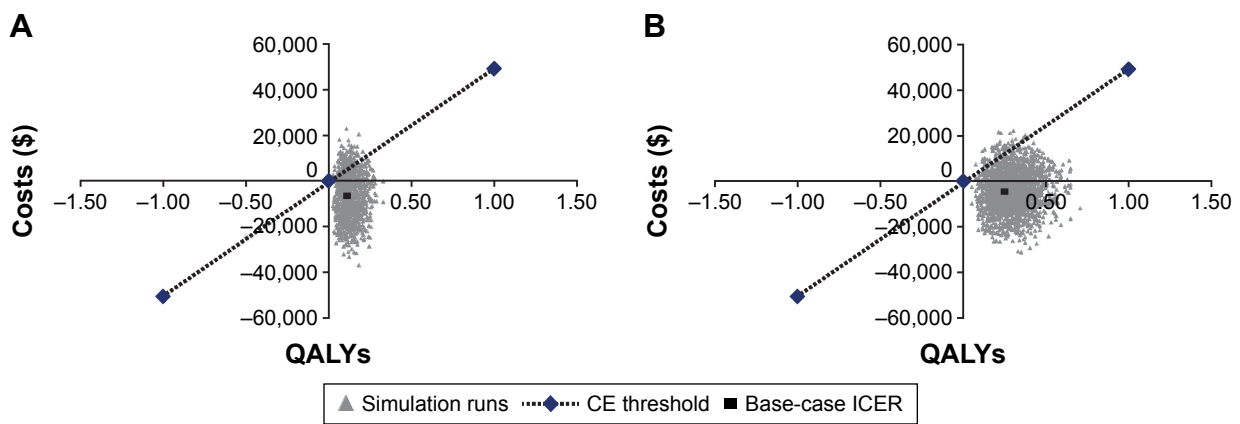 A
60,000
40,000
20,000
0
–20,000
–40,000
–60,000
–1.50 –1.00 –0.50 0.50 1.00 1.50
Costs ($)
QALYs
B
60,000
40,000
20,000
0
–20,000
–40,000
–60,000
–1.50 –1.00 –0.50 0.50 1.00 1.50
Costs ($)
QALYs
Simulation runs CE threshold Base-case ICER